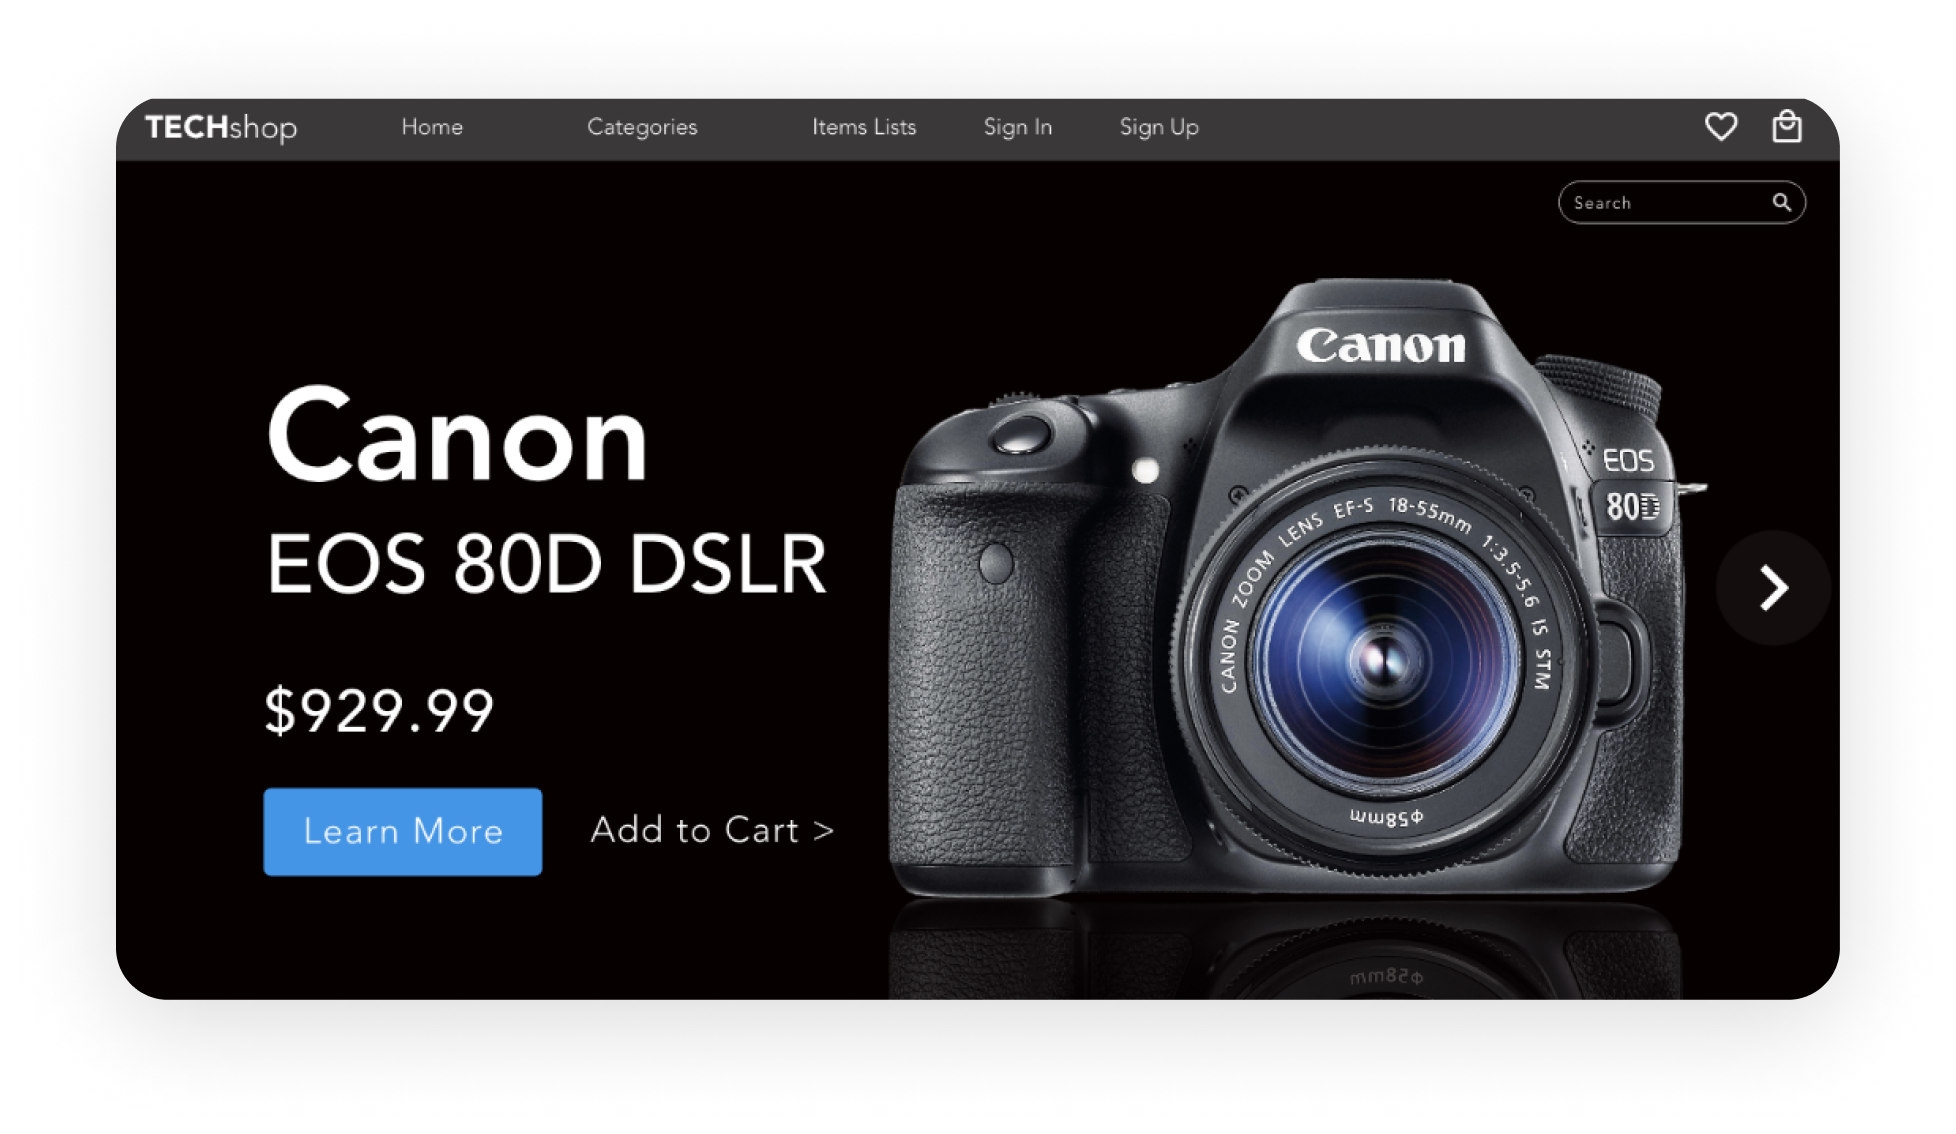 TECHshop Home Categories Items Lists Sign In Sign Up
Search
Canon
EOS 80D DSLR
$929.99
Learn More Add to Cart >
Canon
EOS
80D
CANON ZOOM LENS EF-S 18-55mm 1:3.5-5.6 IS STM
φ58mm
φ58mm